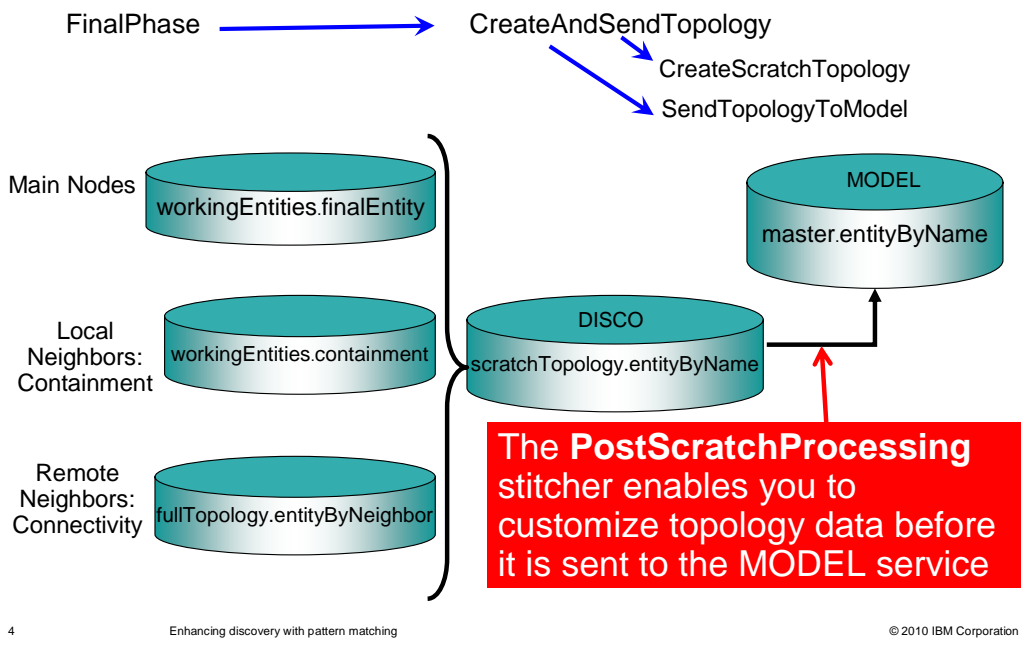 FinalPhase
CreateAndSendTopology
CreateScratchTopology
SendTopologyToModel
Main Nodes
workingEntities.finalEntity
MODEL
master.entityByName
Local
Neighbors:
Containment
workingEntities.containment
DISCO
scratchTopology.entityByName
The PostScratchProcessing
stitcher enables you to
customize topology data before
it is sent to the MODEL service
Remote
Neighbors:
Connectivity
fullTopology.entityByNeighbor
4
Enhancing discovery with pattern matching
© 2010 IBM Corporation